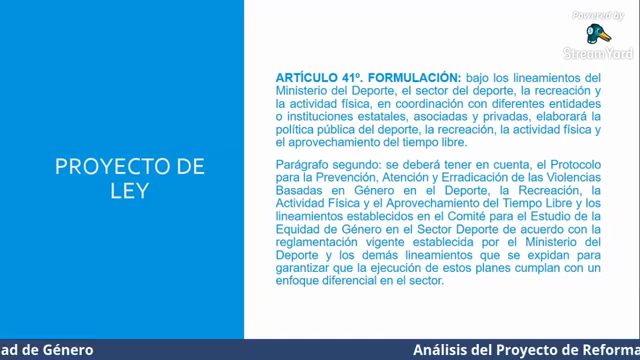 Powered by
StreamYard
ARTÍCULO 41º. FORMULACIÓN: bajo los lineamientos del
Ministerio del Deporte, el sector del deporte, la recreación y
la actividad física, en coordinación con diferentes entidades
o instituciones estatales, asociadas y privadas, elaborará la
política pública del deporte, la recreación, la actividad física y
el aprovechamiento del tiempo libre.
PROYECTO DE
LEY
Parágrafo segundo: se deberá tener en cuenta, el Protocolo
para la Prevención, Atención y Erradicación de las Violencias
Basadas en Género en el Deporte, la Recreación, la
Actividad Física y el Aprovechamiento del Tiempo Libre y los
lineamientos establecidos en el Comité para el Estudio de la
Equidad de Género en el Sector Deporte de acuerdo con la
reglamentación vigente establecida por el Ministerio del
Deporte y los demás lineamientos que se expidan para
garantizar que la ejecución de estos planes cumplan con un
enfoque diferencial en el sector.
ad de Género
Análisis del Proyecto de Reforma